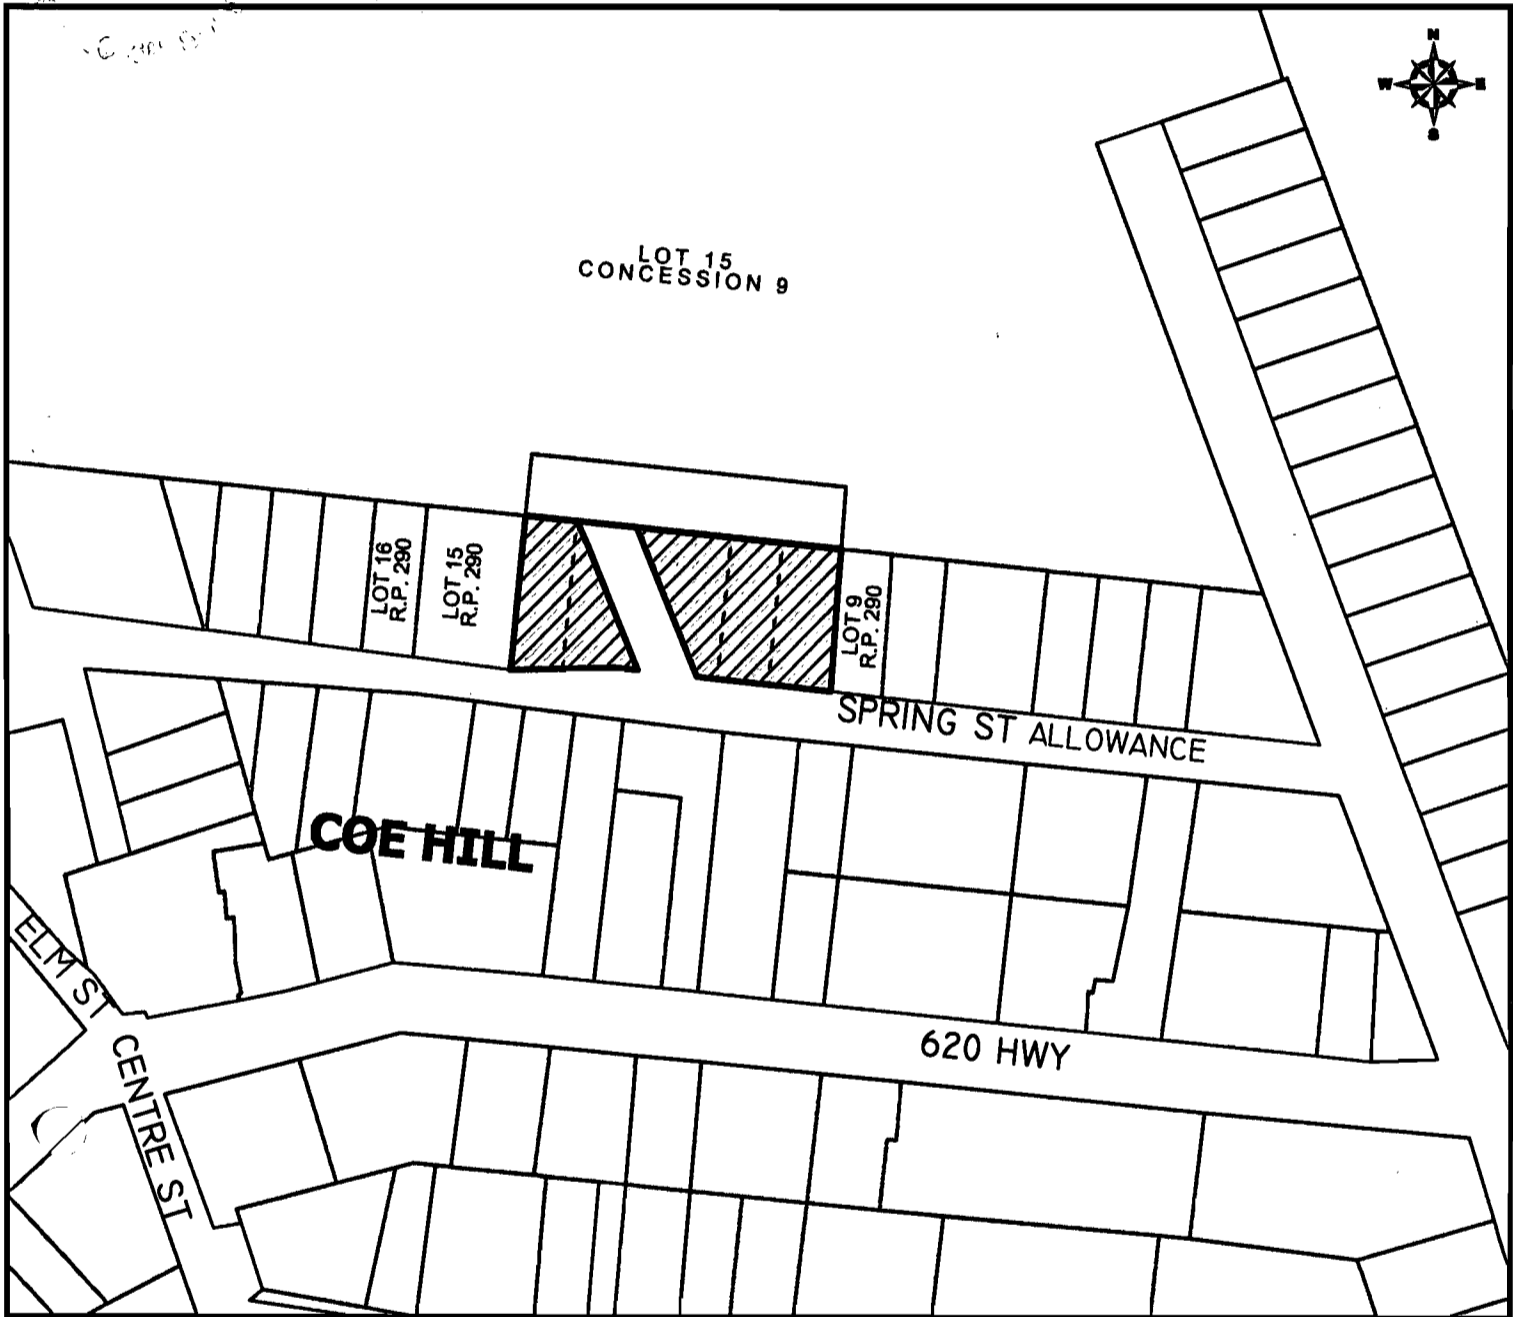 N
W E
S
LOT 15
CONCESSION 9
LOT 16
R.P. 290
LOT 15
R.P. 290
LOT 9
R.P. 290
SPRING ST ALLOWANCE
COE HILL
ELM ST
620 HWY
CENTRE ST